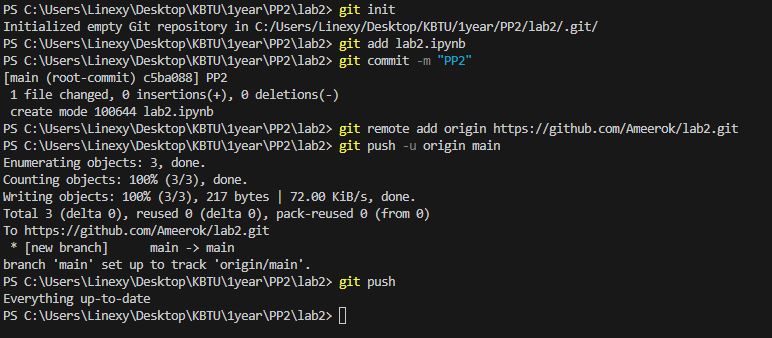 PS C:\Users\Linexy\Desktop\KBTU\1year\PP2\lab2> git init
Initialized empty Git repository in C:/Users/Linexy/Desktop/KBTU/1year/PP2/lab2/.git/
PS C:\Users\Linexy\Desktop\KBTU\1year\PP2\lab2> git add lab2.ipynb
PS C:\Users\Linexy\Desktop\KBTU\1year\PP2\lab2> git commit -m "PP2"
[main (root-commit) c5ba088] PP2
 1 file changed, 0 insertions(+), 0 deletions(-)
 create mode 100644 lab2.ipynb
PS C:\Users\Linexy\Desktop\KBTU\1year\PP2\lab2> git remote add origin https://github.com/Ameerok/lab2.git
PS C:\Users\Linexy\Desktop\KBTU\1year\PP2\lab2> git push -u origin main
Enumerating objects: 3, done.
Counting objects: 100% (3/3), done.
Writing objects: 100% (3/3), 217 bytes | 72.00 KiB/s, done.
Total 3 (delta 0), reused 0 (delta 0), pack-reused 0 (from 0)
To https://github.com/Ameerok/lab2.git
 * [new branch]      main -> main
branch 'main' set up to track 'origin/main'.
PS C:\Users\Linexy\Desktop\KBTU\1year\PP2\lab2> git push
Everything up-to-date
PS C:\Users\Linexy\Desktop\KBTU\1year\PP2\lab2>